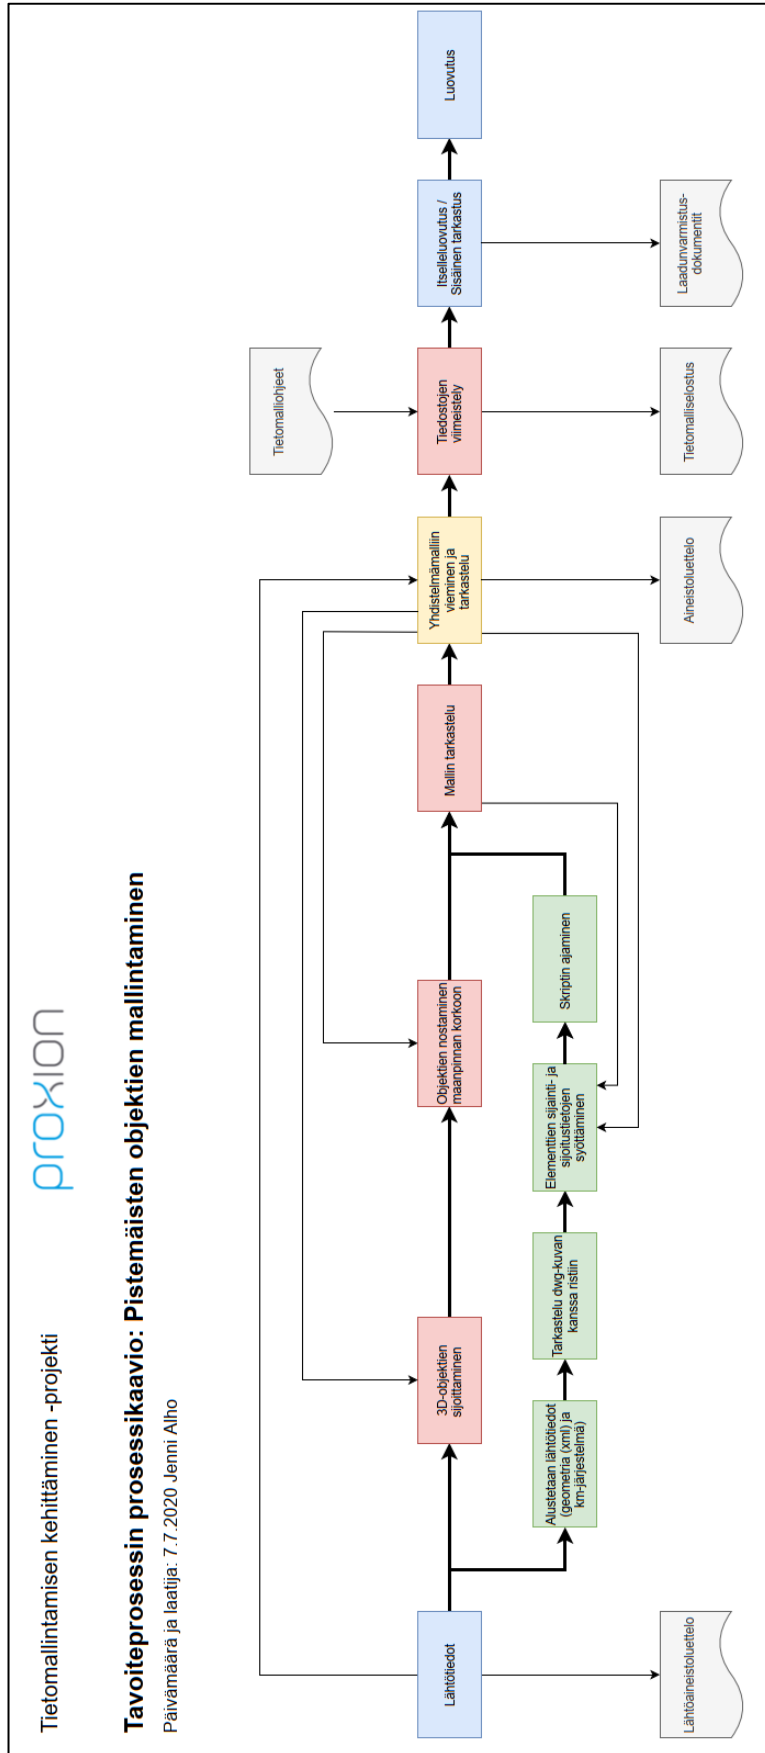 Tietomallintamisen kehittäminen -projekti
proxion
Tavoiteprosessin prosessikaavio: Pistemäisten objektien mallintaminen
Päivämäärä ja laatija: 7.7.2020 Jenni Alho
Tietomalliohjeet
Lähtötiedot
3D-objektien
sijoittaminen
Objektien nostaminen
maanpinnan korkoon
Mallin tarkastelu
Yhdistelmämalliin
vieminen ja
tarkastelu
Tiedostojen
viimeistely
Itselleluovutus /
Sisäinen tarkastus
Luovutus
Alustetaan lähtötiedot
(geometria (xml) ja
km-järjestelmä)
Tarkastelu dwg-kuvan
kanssa ristiin
Elementtien sijainti- ja
sijoitustietojen
syöttäminen
Skriptin ajaminen
Lähtöaineistoluettelo
Aineistoluettelo
Tietomalliselostus
Laadunvarmistus-
dokumentit